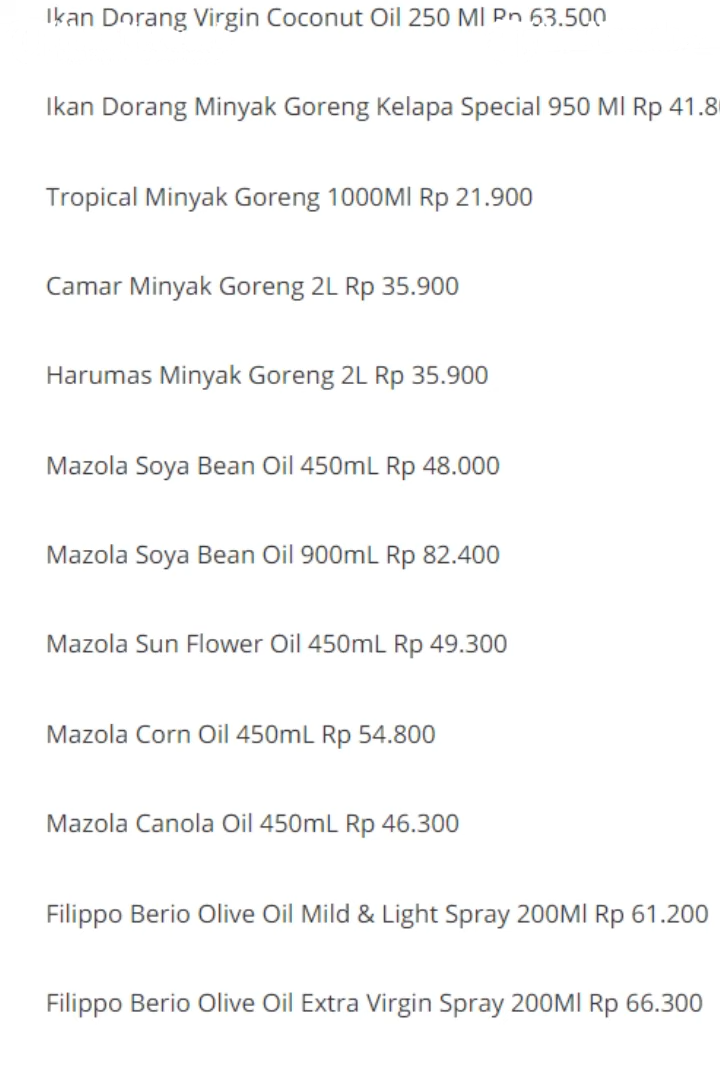 Ikan Dorang Virgin Coconut Oil 250 Ml Rp 63.500
Ikan Dorang Minyak Goreng Kelapa Special 950 Ml Rp
Tropical Minyak Goreng 1000Ml Rp 21.900
Camar Minyak Goreng 2L Rp 35.900
Harumas Minyak Goreng 2L Rp 35.900
Mazola Soya Bean Oil 450mL Rp 48.000
Mazola Soya Bean Oil 900mL Rp 82.400
Mazola Sun Flower Oil 450mL Rp 49.300
Mazola Corn Oil 450mL Rp 54.800
Mazola Canola Oil 450mL Rp 46.300
Filippo Berio Olive Oil Mild & Light Spray 200Ml Rp 61.200
Filippo Berio Olive Oil Extra Virgin Spray 200Ml Rp 66.300